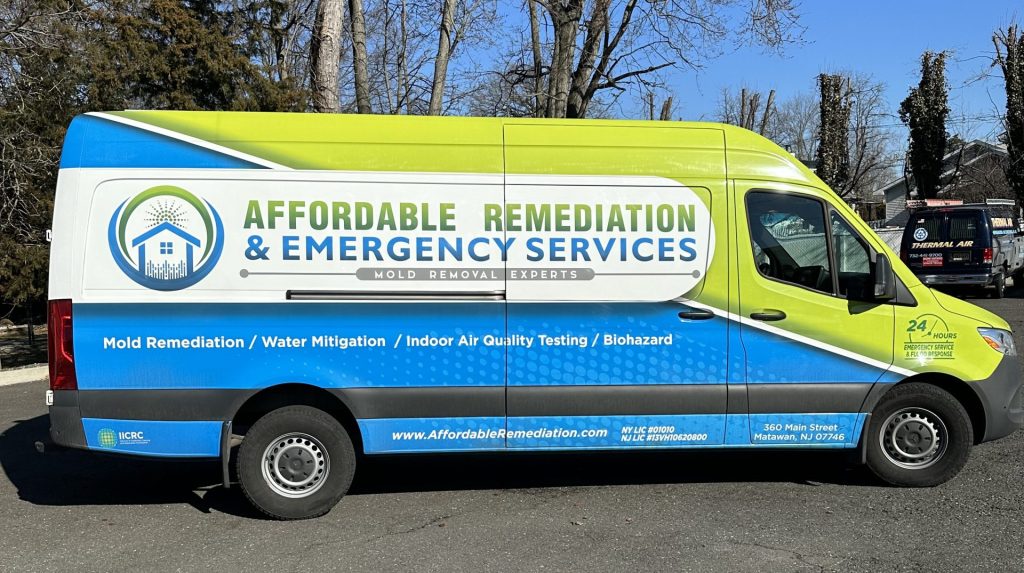 AFFORDABLE REMEDIATION
& EMERGENCY SERVICES
MOLD REMOVAL EXPERTS
Mold Remediation / Water Mitigation / Indoor Air Quality Testing / Biohazard
24 HOURS
EMERGENCY SERVICE
& FLOOD RESPONSE
IICRC
www.AffordableRemediation.com
NY LIC #01010
NJ LIC #13VH10620800
360 Main Street
Matawan, NJ 07746
THERMAL AIR